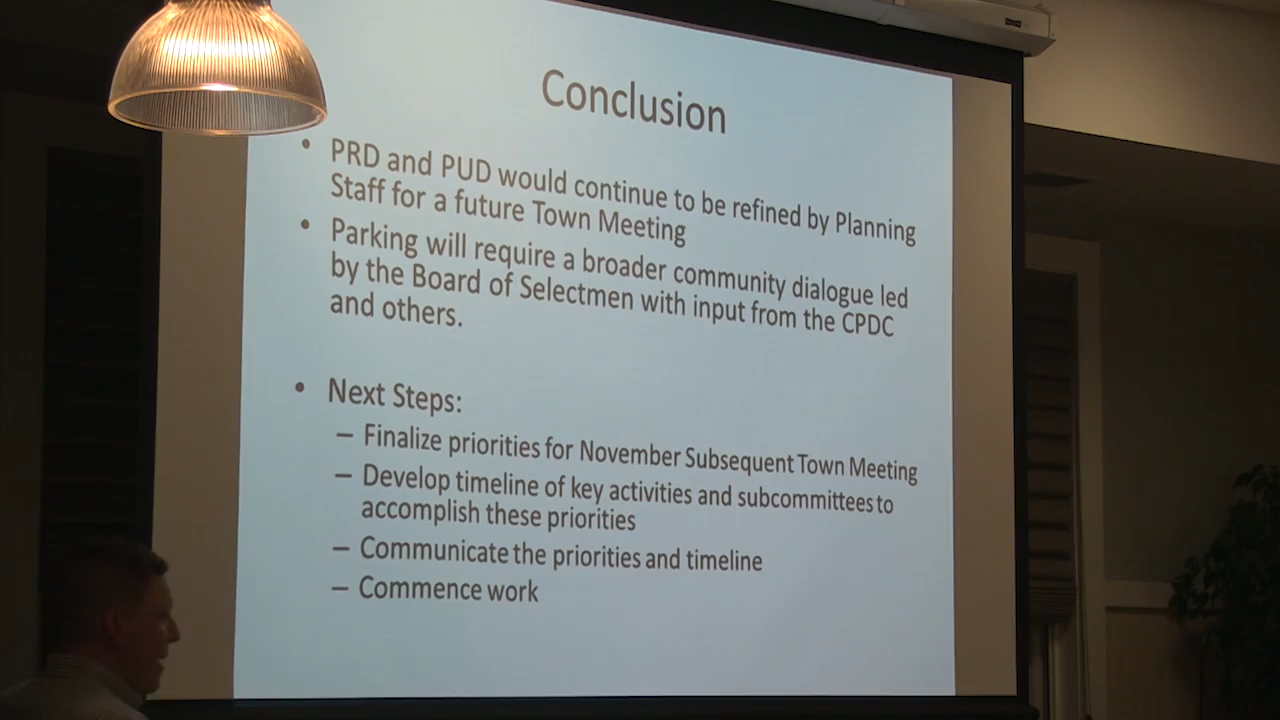 Conclusion
• PRD and PUD would continue to be refined by Planning
Staff for a future Town Meeting
• Parking will require a broader community dialogue led
by the Board of Selectmen with input from the CPDC
and others.
• Next Steps:
– Finalize priorities for November Subsequent Town Meeting
– Develop timeline of key activities and subcommittees to
accomplish these priorities
– Communicate the priorities and timeline
– Commence work